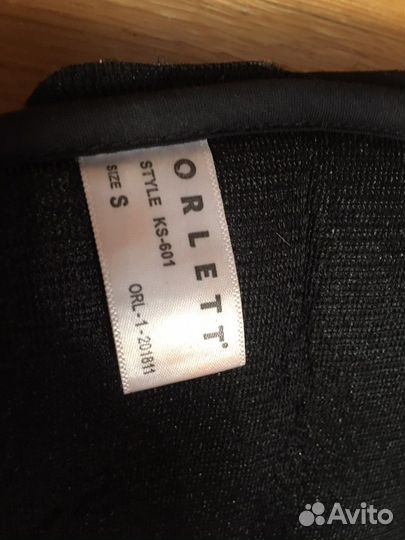 ORLETT®
STYLE KS-601
SIZE S ORL-1-201811
Avito